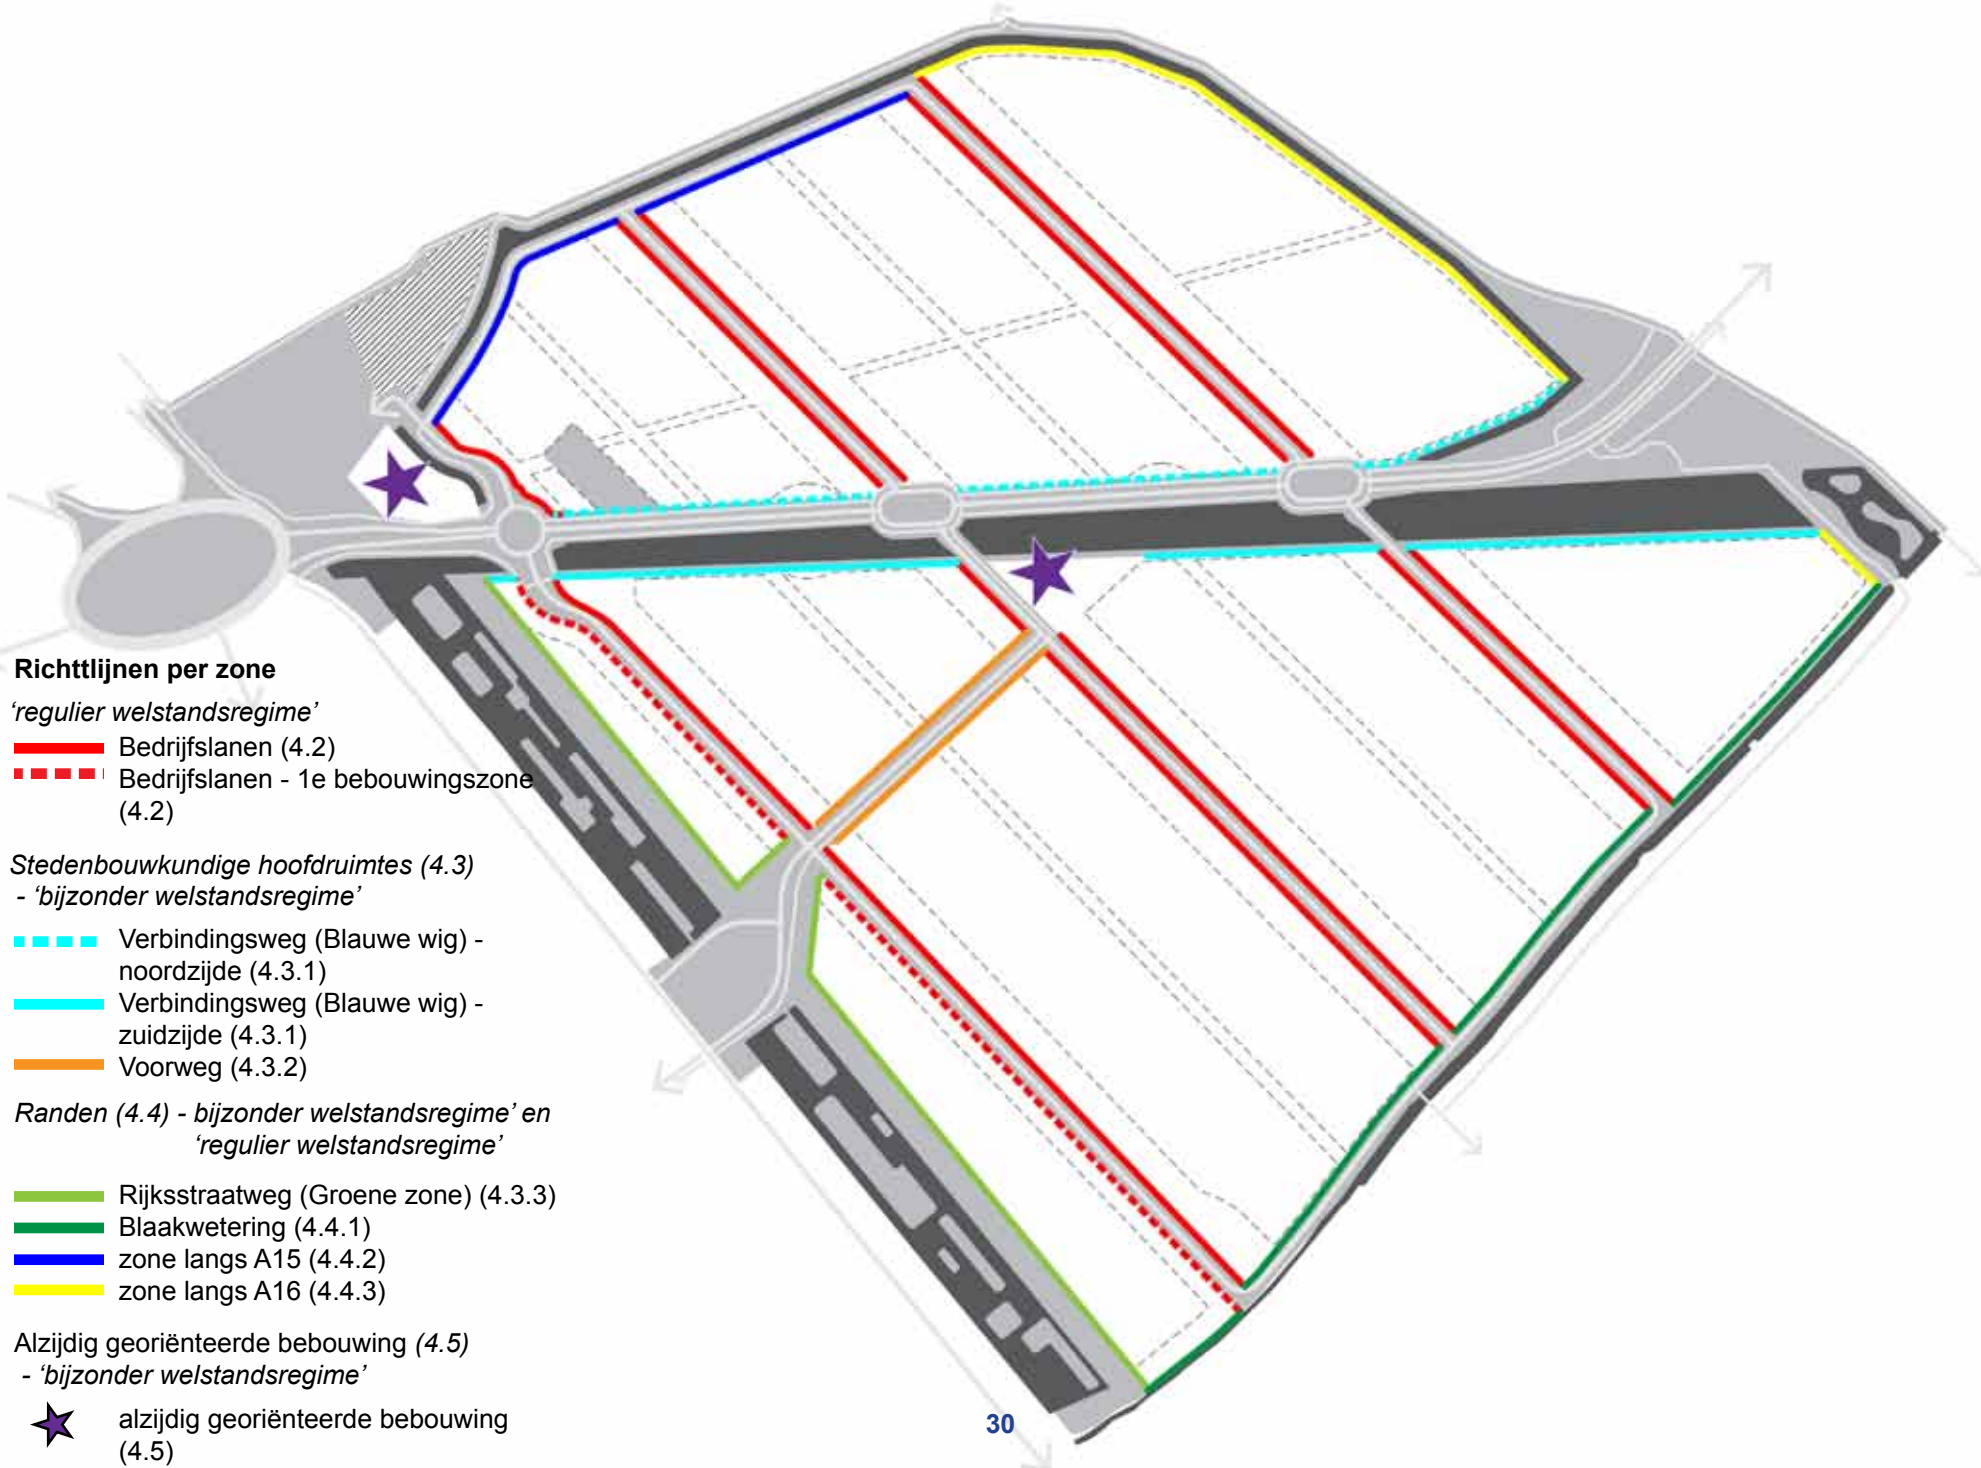 Richttlijnen per zone
‘regulier welstandsregime’
Bedrijfslanen (4.2)
Bedrijfslanen - 1e bebouwingszone
(4.2)
Stedenbouwkundige hoofdruimtes (4.3)
- ‘bijzonder welstandsregime’
Verbindingsweg (Blauwe wig) -
noordzijde (4.3.1)
Verbindingsweg (Blauwe wig) -
zuidzijde (4.3.1)
Voorweg (4.3.2)
Randen (4.4) - bijzonder welstandsregime’ en
‘regulier welstandsregime’
Rijksstraatweg (Groene zone) (4.3.3)
Blaakwetering (4.4.1)
zone langs A15 (4.4.2)
zone langs A16 (4.4.3)
Alzijdig georiënteerde bebouwing (4.5)
- ‘bijzonder welstandsregime’
alzijdig georiënteerde bebouwing
(4.5)
30